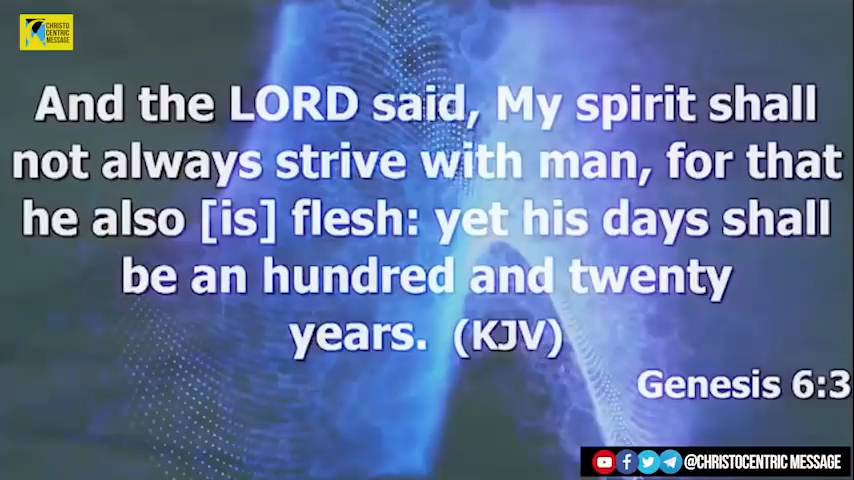 CHRISTO
CENTRIC
MESSAGE
And the LORD said, My spirit shall
not always strive with man, for that
he also [is] flesh: yet his days shall
be an hundred and twenty
years. (KJV)
Genesis 6:3
@CHRISTOCENTRIC MESSAGE